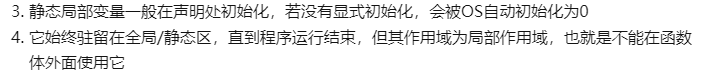 3. 静态局部变量一般在声明处初始化，若没有显式初始化，会被OS自动初始化为0
4. 它始终驻留在全局/静态区，直到程序运行结束，但其作用域为局部作用域，也就是不能在函数
体外面使用它